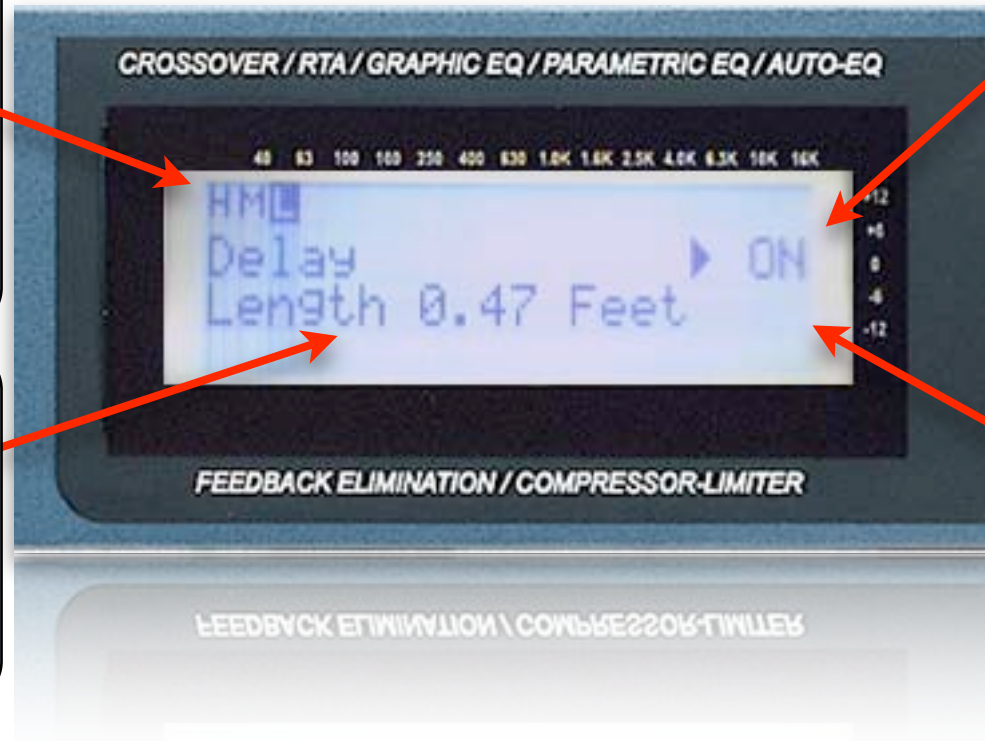 CROSSOVER / RTA / GRAPHIC EQ / PARAMETRIC EQ / AUTO-EQ
40 63 100 160 250 400 630 1.0K 1.6K 2.5K 4.0K 6.3K 10K 16K
HML
+12
Delay ▶ ON
+6
0
Length 0.47 Feet
-6
-12
FEEDBACK ELIMINATION / COMPRESSOR-LIMITER
FEEDBACK ELIMINATION / COMPRESSOR-LIMITER